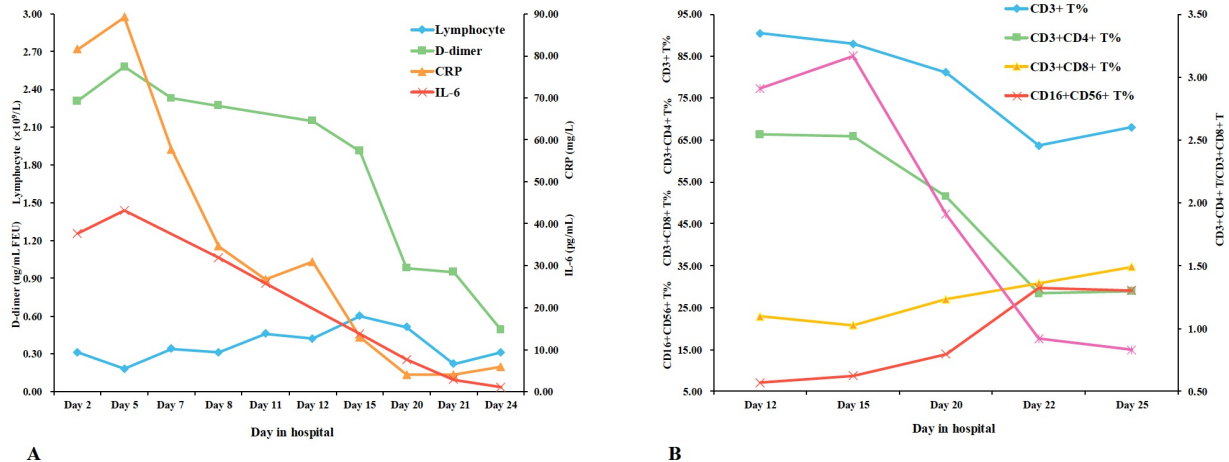 3.00
2.70
2.40
2.10
1.80
1.50
1.20
0.90
0.60
0.30
0.00
D-dimer (ug/mL FEU) Lymphocyte (×10⁹/L)
Lymphocyte
D-dimer
CRP
IL-6
90.00
80.00
70.00
60.00
50.00
40.00
30.00
20.00
10.00
0.00
IL-6 (pg/mL) CRP (mg/L)
Day 2 Day 5 Day 7 Day 8 Day 11 Day 12 Day 15 Day 20 Day 21 Day 24
Day in hospital
A
95.00
85.00
75.00
65.00
55.00
45.00
35.00
25.00
15.00
5.00
CD16+CD56+ T% CD3+CD8+ T% CD3+CD4+ T% CD3+ T%
CD3+ T%
CD3+CD4+ T%
CD3+CD8+ T%
CD16+CD56+ T%
3.50
3.00
2.50
2.00
1.50
1.00
0.50
CD3+CD4+ T/CD3+CD8+ T
Day 12 Day 15 Day 20 Day 22 Day 25
Day in hospital
B